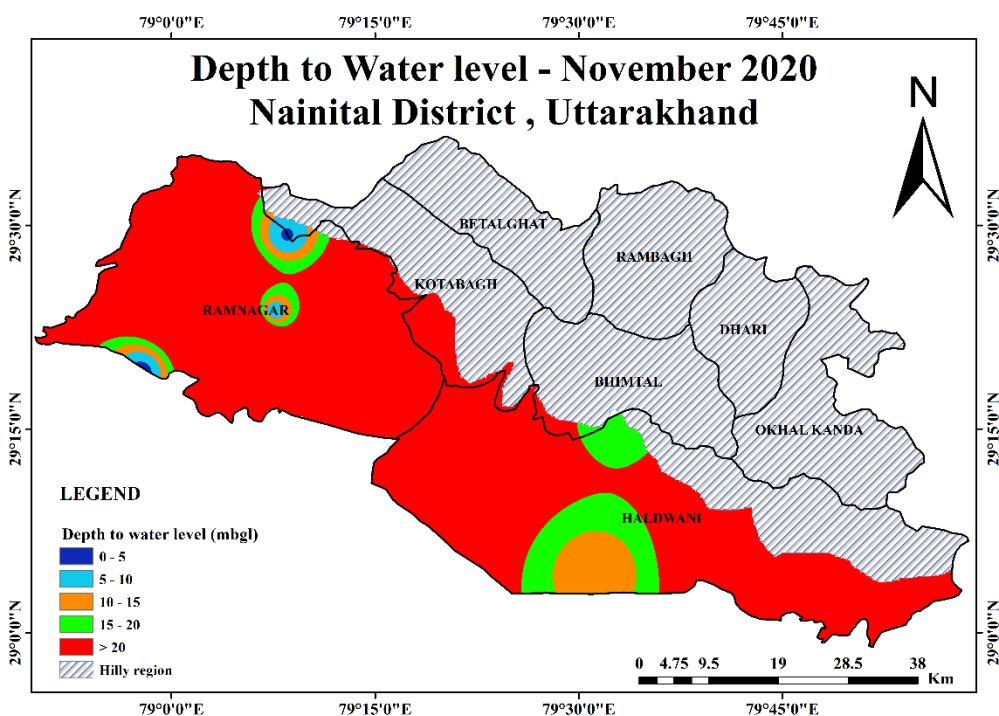 79°0'0"E 79°15'0"E 79°30'0"E 79°45'0"E
Depth to Water level - November 2020
Nainital District , Uttarakhand
N
29°30'0"N 29°30'0"N
BETALGHAT
RAMBAGH
KOTABAGH
RAMNAGAR
DHARI
BHIMTAL
29°15'0"N 29°15'0"N
OKHAL KANDA
HALDWANI
LEGEND
Depth to water level (mbgl)
0 - 5
5 - 10
10 - 15
15 - 20
> 20
Hilly region
29°0'0"N 29°0'0"N
0 4.75 9.5 19 28.5 38
Km
79°0'0"E 79°15'0"E 79°30'0"E 79°45'0"E